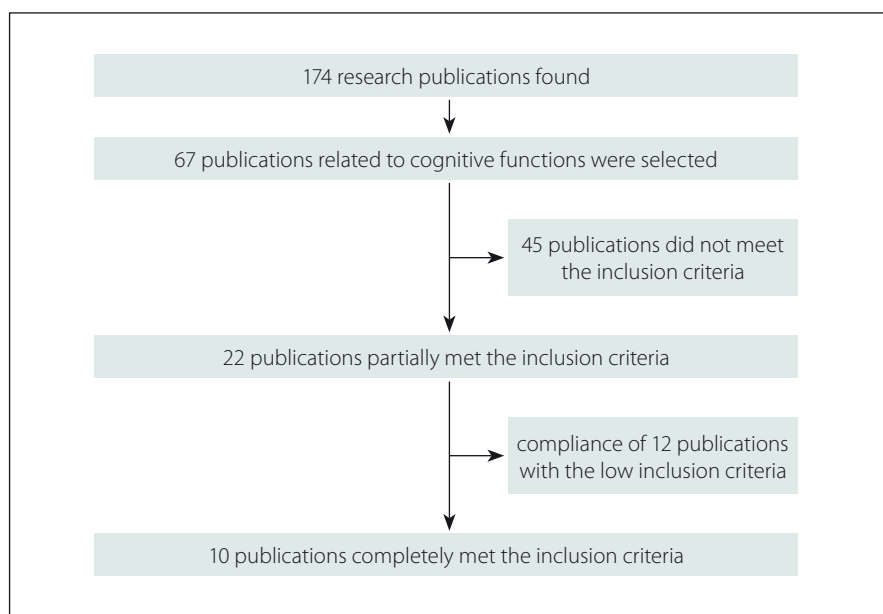 174 research publications found
67 publications related to cognitive functions were selected
45 publications did not meet
the inclusion criteria
22 publications partially met the inclusion criteria
compliance of 12 publications
with the low inclusion criteria
10 publications completely met the inclusion criteria